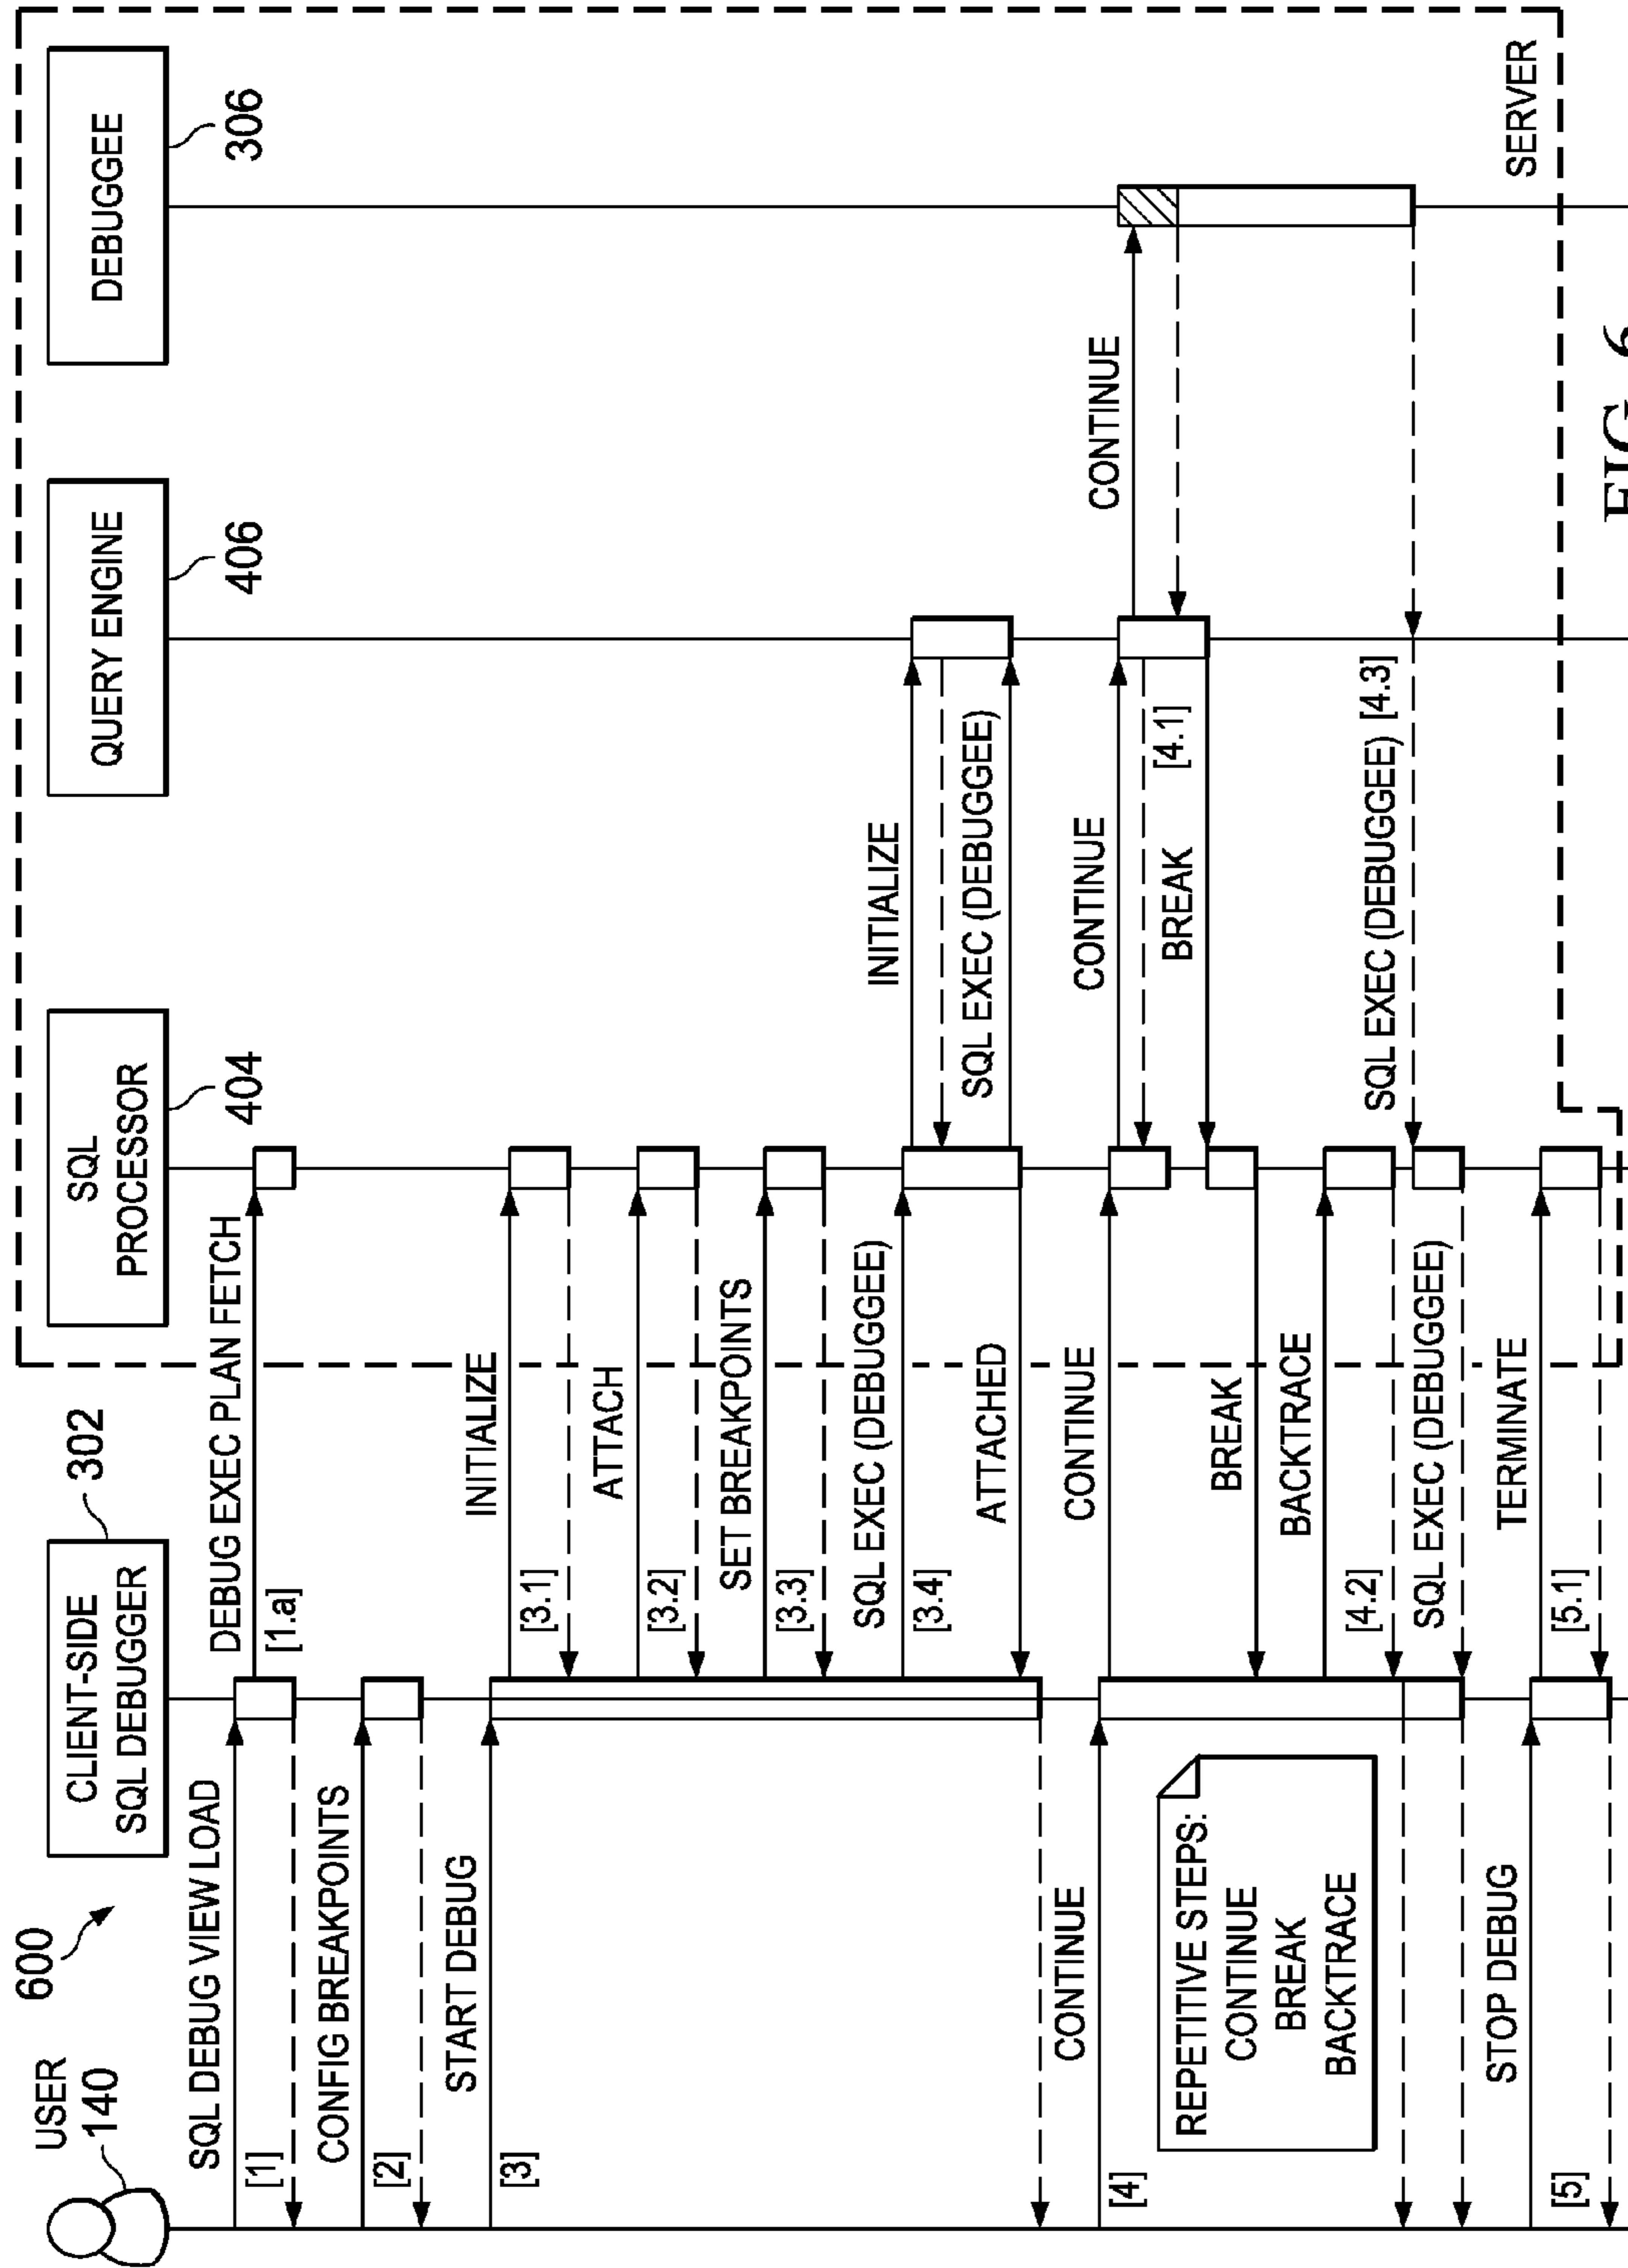 600
USER
140
CLIENT-SIDE
SQL DEBUGGER
302
SQL
PROCESSOR
404
QUERY ENGINE
406
DEBUGGEE
306
SQL DEBUG VIEW LOAD
[1]
DEBUG EXEC PLAN FETCH
[1.a]
CONFIG BREAKPOINTS
[2]
START DEBUG
[3]
INITIALIZE
[3.1]
ATTACH
[3.2]
SET BREAKPOINTS
[3.3]
SQL EXEC (DEBUGGEE)
[3.4]
INITIALIZE
SQL EXEC (DEBUGGEE)
ATTACHED
CONTINUE
[4]
CONTINUE
CONTINUE
CONTINUE
[4.1]
BREAK
BREAK
REPETITIVE STEPS:
CONTINUE
BREAK
BACKTRACE
BACKTRACE
[4.2]
SQL EXEC (DEBUGGEE) [4.3]
SQL EXEC (DEBUGGEE)
STOP DEBUG
[5]
TERMINATE
[5.1]
SERVER
FIG. 6